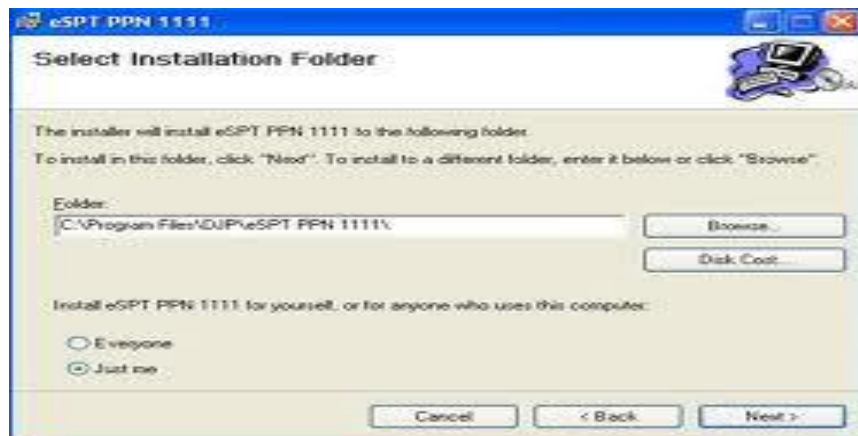 eSPT PPN 1111
Select Installation Folder
The installer will install eSPT PPN 1111 to the following folder.
To install in this folder, click "Next". To install to a different folder, enter it below or click "Browse".
Folder:
C:\Program Files\DJP\eSPT PPN 1111\
Browse...
Disk Cost...
Install eSPT PPN 1111 for yourself, or for anyone who uses this computer:
Everyone
Just me
Cancel
< Back
Next >